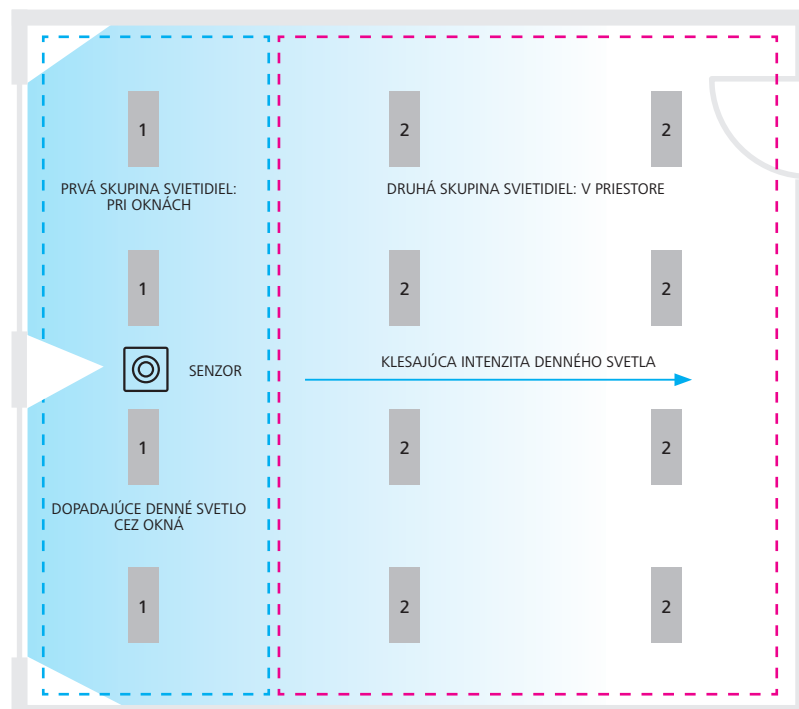 1
2
2
PRVÁ SKUPINA SVIETIDIEL:
PRI OKNÁCH
DRUHÁ SKUPINA SVIETIDIEL: V PRIESTORE
1
2
2
SENZOR
KLESAJÚCA INTENZITA DENNÉHO SVETLA
1
2
2
DOPADAJÚCE DENNÉ SVETLO
CEZ OKNÁ
1
2
2